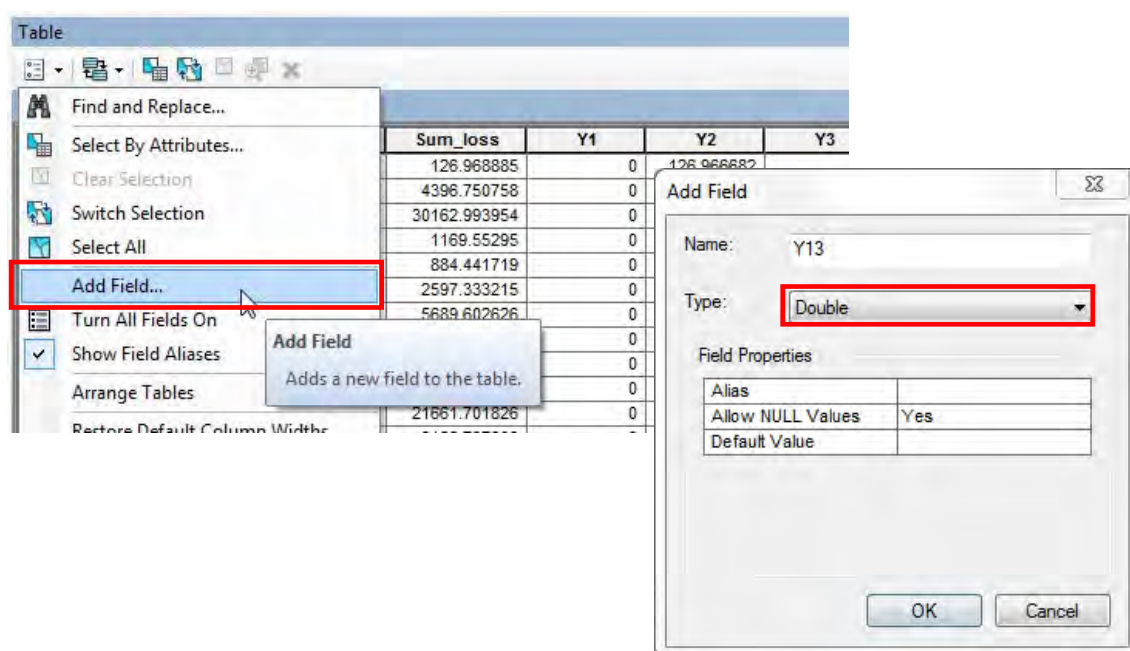 Table
Find and Replace...
Select By Attributes...
Clear Selection
Switch Selection
Select All
Add Field...
Turn All Fields On
Show Field Aliases
Arrange Tables
Restore Default Column Widths
Add Field
Adds a new field to the table.
Sum_loss Y1 Y2 Y3
126.968885 0 126.966682
4396.750758 0
30162.993954 0
1169.55295 0
884.441719 0
2597.333215 0
5689.602626 0
0
0
0
21661.701826 0
Add Field
Name: Y13
Type: Double
Field Properties
Alias
Allow NULL Values Yes
Default Value
OK Cancel